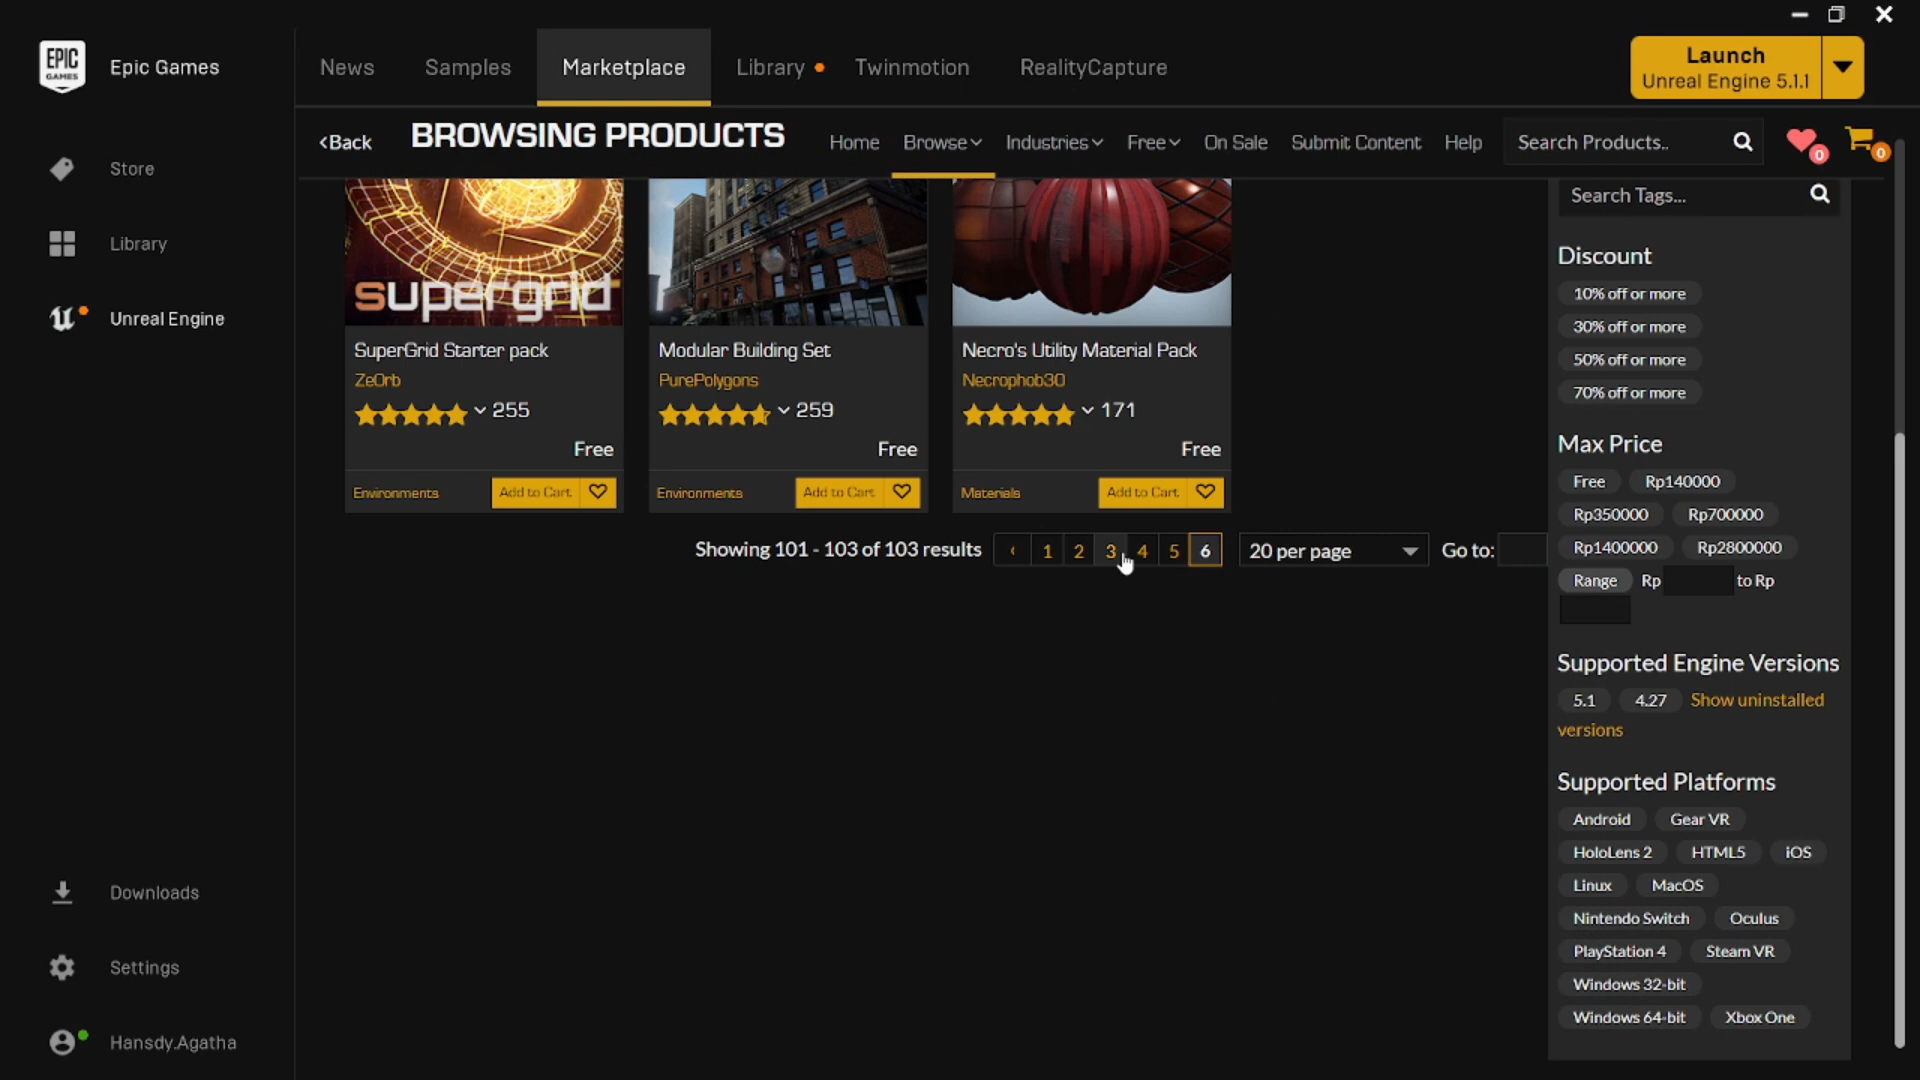 EPIC GAMES
Epic Games
News
Samples
Marketplace
Library
Twinmotion
RealityCapture
Launch
Unreal Engine 5.1.1
<Back
BROWSING PRODUCTS
Home
Browse
Industries
Free
On Sale
Submit Content
Help
Search Products..
0
0
Store
Library
Unreal Engine
Downloads
Settings
Hansdy.Agatha
supergrid
SuperGrid Starter pack
ZeOrb
255
Free
Environments
Add to Cart
Modular Building Set
PurePolygons
259
Free
Environments
Add to Cart
Necro's Utility Material Pack
Necrophob30
171
Free
Materials
Add to Cart
Showing 101 - 103 of 103 results
‹ 1 2 3 4 5 6
20 per page
Go to:
Search Tags...
Discount
10% off or more
30% off or more
50% off or more
70% off or more
Max Price
Free Rp140000
Rp350000 Rp700000
Rp1400000 Rp2800000
Range Rp to Rp
Supported Engine Versions
5.1 4.27 Show uninstalled
versions
Supported Platforms
Android Gear VR
HoloLens 2 HTML5 iOS
Linux MacOS
Nintendo Switch Oculus
PlayStation 4 Steam VR
Windows 32-bit
Windows 64-bit Xbox One